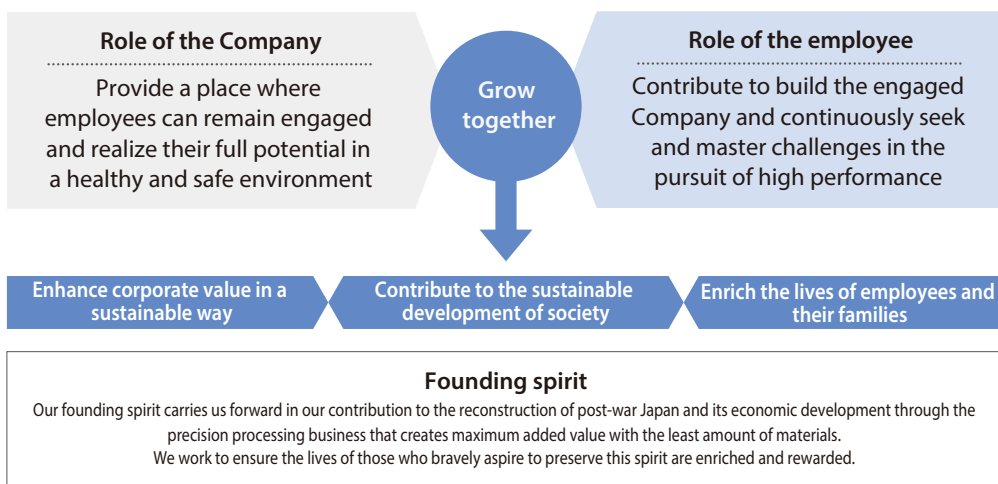 Role of the Company
Provide a place where
employees can remain engaged
and realize their full potential in
a healthy and safe environment
Grow
together
Role of the employee
Contribute to build the engaged
Company and continuously seek
and master challenges in the
pursuit of high performance
Enhance corporate value in a
sustainable way
Contribute to the sustainable
development of society
Enrich the lives of employees and
their families
Founding spirit
Our founding spirit carries us forward in our contribution to the reconstruction of post-war Japan and its economic development through the
precision processing business that creates maximum added value with the least amount of materials.
We work to ensure the lives of those who bravely aspire to preserve this spirit are enriched and rewarded.